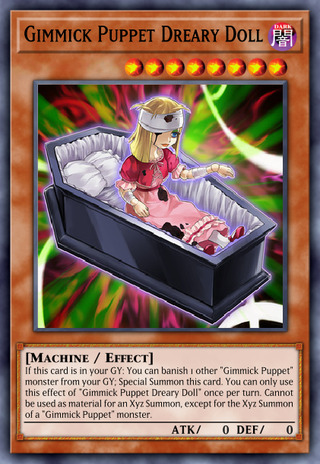 Gimmick Puppet Dreary Doll
DARK
闇
[Machine / Effect]
If this card is in your GY: You can banish 1 other "Gimmick Puppet"
monster from your GY; Special Summon this card. You can only use
this effect of "Gimmick Puppet Dreary Doll" once per turn. Cannot
be used as material for an Xyz Summon, except for the Xyz Summon
of a "Gimmick Puppet" monster.
ATK/ 0 DEF/ 0